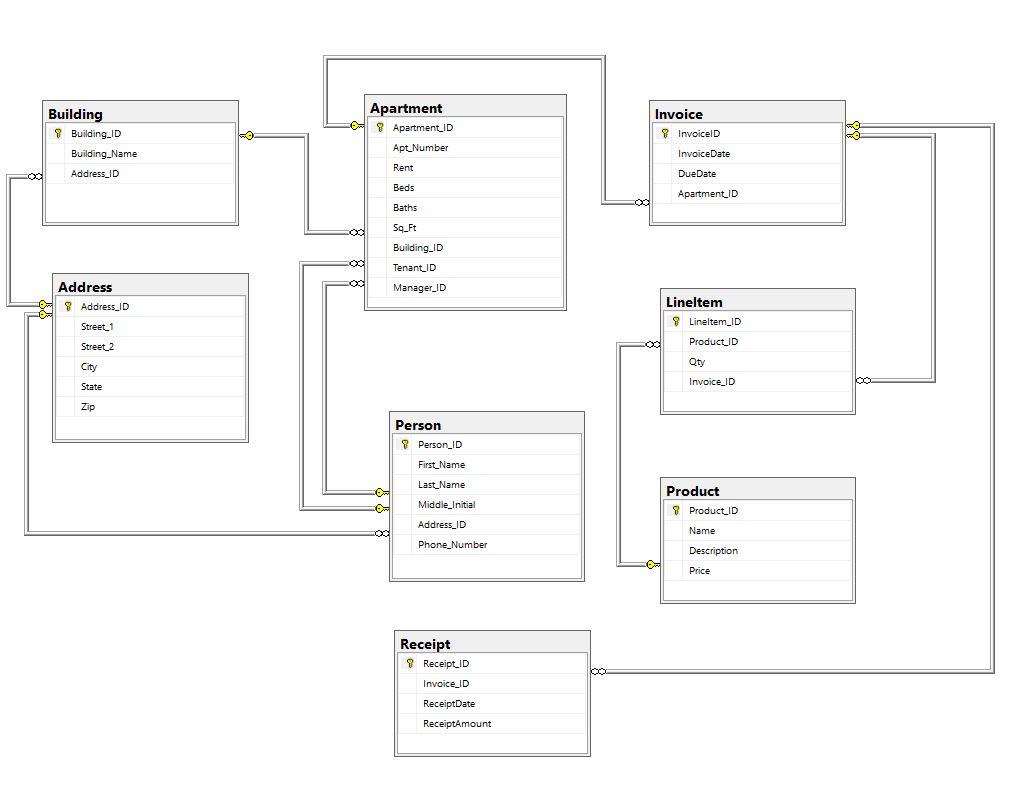 Building
Building_ID
Building_Name
Address_ID
Apartment
Apartment_ID
Apt_Number
Rent
Beds
Baths
Sq_Ft
Building_ID
Tenant_ID
Manager_ID
Invoice
InvoiceID
InvoiceDate
DueDate
Apartment_ID
Address
Address_ID
Street_1
Street_2
City
State
Zip
LineItem
LineItem_ID
Product_ID
Qty
Invoice_ID
Person
Person_ID
First_Name
Last_Name
Middle_Initial
Address_ID
Phone_Number
Product
Product_ID
Name
Description
Price
Receipt
Receipt_ID
Invoice_ID
ReceiptDate
ReceiptAmount